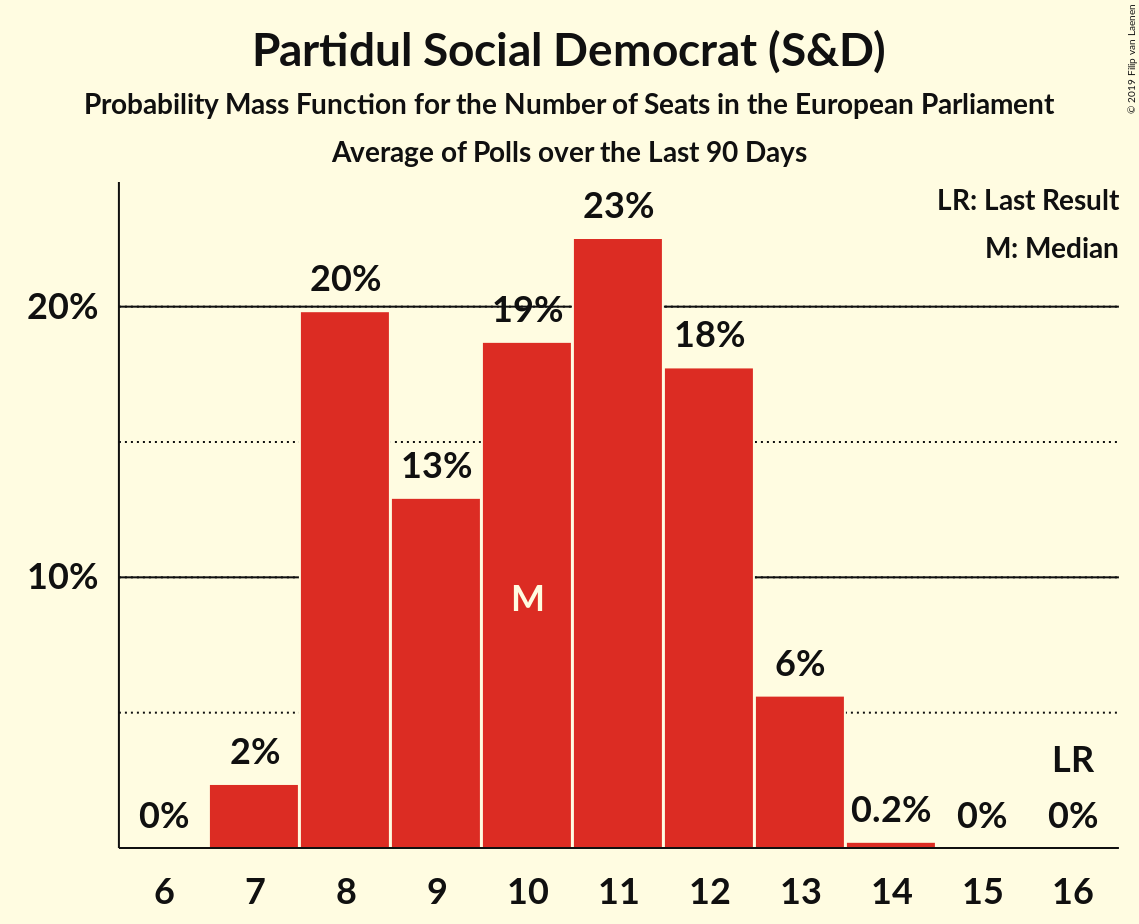 Partidul Social Democrat (S&D)
Probability Mass Function for the Number of Seats in the European Parliament
Average of Polls over the Last 90 Days
© 2019 Filip van Laenen
LR: Last Result
M: Median
20%
10%
0%
2%
20%
13%
19%
M
23%
18%
6%
0.2%
0%
LR
0%
6 7 8 9 10 11 12 13 14 15 16